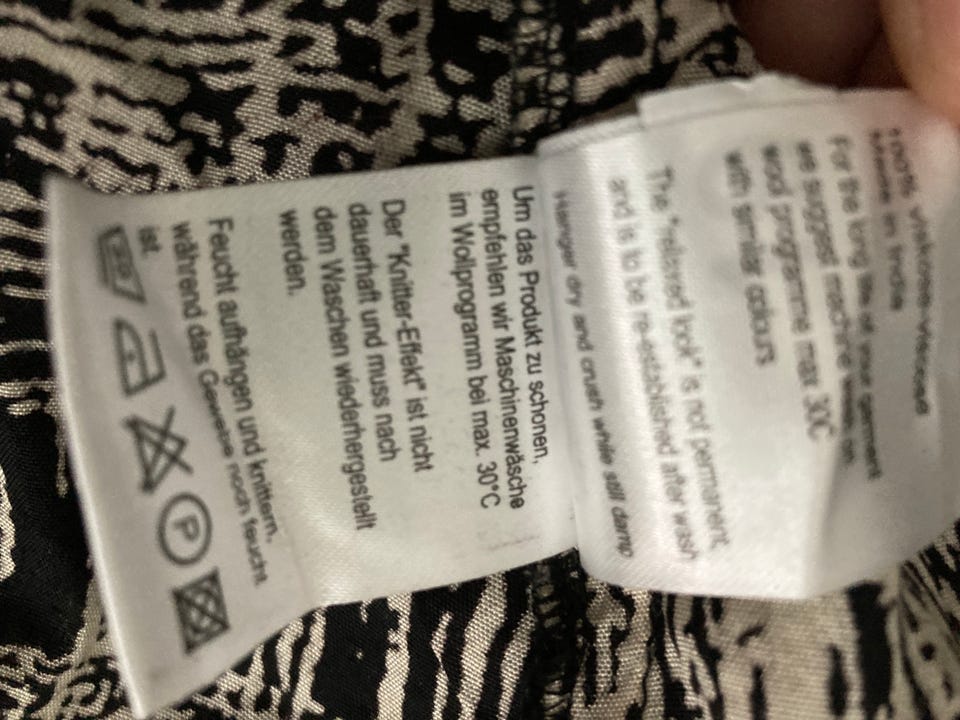 100% viskose-viscose
Made in India
For the long life of your garment
we suggest machine wash on
wool programme max 30C
with similar colours
The "relaxed look" is not permanent
and is to be re-established after wash
Hanger dry and crush while still damp
Um das Produkt zu schonen,
empfehlen wir Maschinenwäsche
im Wollprogramm bei max. 30°C
Der "Knitter-Effekt" ist nicht
dauerhaft und muss nach
dem Waschen wiederhergestellt
werden.
Feucht aufhängen und knittern,
während das Gewebe noch feucht
ist.
P